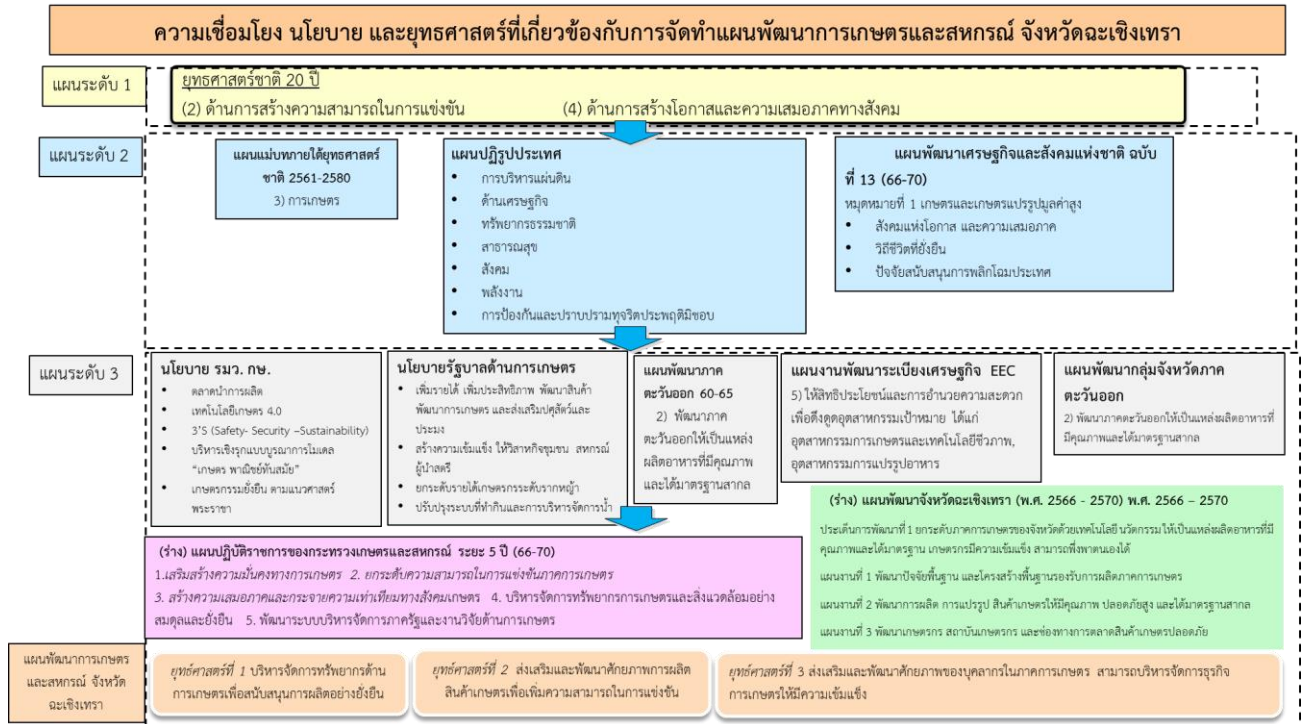 ความเชื่อมโยง นโยบาย และยุทธศาสตร์ที่เกี่ยวข้องกับการจัดทำแผนพัฒนาการเกษตรและสหกรณ์ จังหวัดฉะเชิงเทรา
แผนระดับ 1
ยุทธศาสตร์ชาติ 20 ปี
(2) ด้านการสร้างความสามารถในการแข่งขัน (4) ด้านการสร้างโอกาสและความเสมอภาคทางสังคม
แผนระดับ 2
แผนแม่บทภายใต้ยุทธศาสตร์
ชาติ 2561-2580
3) การเกษตร
แผนปฏิรูปประเทศ
• การบริหารแผ่นดิน
• ด้านเศรษฐกิจ
• ทรัพยากรธรรมชาติ
• สาธารณสุข
• สังคม
• พลังงาน
• การป้องกันและปราบปรามทุจริตประพฤติมิชอบ
แผนพัฒนาเศรษฐกิจและสังคมแห่งชาติ ฉบับ
ที่ 13 (66-70)
หมุดหมายที่ 1 เกษตรและเกษตรแปรรูปมูลค่าสูง
• สังคมแห่งโอกาส และความเสมอภาค
• วิถีชีวิตที่ยั่งยืน
• ปัจจัยสนับสนุนการพลิกโฉมประเทศ
แผนระดับ 3
นโยบาย รมว. กษ.
• ตลาดนำการผลิต
• เทคโนโลยีเกษตร 4.0
• 3'S (Safety- Security –Sustainability)
• บริหารเชิงรุกแบบบูรณาการโมเดล
“เกษตร พาณิชย์ทันสมัย”
• เกษตรกรรมยั่งยืน ตามแนวศาสตร์
พระราชา
นโยบายรัฐบาลด้านการเกษตร
• เพิ่มรายได้ เพิ่มประสิทธิภาพ พัฒนาสินค้า
พัฒนาการเกษตร และส่งเสริมปศุสัตว์และ
ประมง
• สร้างความเข้มแข็ง ให้วิสาหกิจชุมชน สหกรณ์
ผู้นำสตรี
• ยกระดับรายได้เกษตกรระดับรากหญ้า
• ปรับปรุงระบบที่ทำกินและการบริหารจัดการน้ำ
แผนพัฒนาภาค
ตะวันออก 60-65
2) พัฒนาภาค
ตะวันออกให้เป็นแหล่ง
ผลิตอาหารที่มีคุณภาพ
และได้มาตรฐานสากล
แผนงานพัฒนาระเบียงเศรษฐกิจ EEC
5) ให้สิทธิประโยชน์และการอำนวยความสะดวก
เพื่อดึงดูดอุตสาหกรรมเป้าหมาย ได้แก่
อุตสาหกรรมการเกษตรและเทคโนโลยีชีวภาพ,
อุตสาหกรรมการแปรรูปอาหาร
แผนพัฒนากลุ่มจังหวัดภาค
ตะวันออก
2) พัฒนาภาคตะวันออกให้เป็นแหล่งผลิตอาหารที่
มีคุณภาพและได้มาตรฐานสากล
(ร่าง) แผนพัฒนาจังหวัดฉะเชิงเทรา (พ.ศ. 2566 - 2570) พ.ศ. 2566 – 2570
ประเด็นการพัฒนาที่ 1 ยกระดับภาคการเกษตรของจังหวัดด้วยเทคโนโลยี นวัตกรรม ให้เป็นแหล่งผลิตอาหารที่มี
คุณภาพและได้มาตรฐาน เกษตรกรมีความเข้มแข็ง สามารถพึ่งพาตนเองได้
แผนงานที่ 1 พัฒนาปัจจัยพื้นฐาน และโครงสร้างพื้นฐานรองรับการผลิตภาคการเกษตร
แผนงานที่ 2 พัฒนาการผลิต การแปรรูป สินค้าเกษตรให้มีคุณภาพ ปลอดภัยสูง และได้มาตรฐานสากล
แผนงานที่ 3 พัฒนาเกษตรกร สถาบันเกษตรกร และช่องทางการตลาดสินค้าเกษตรปลอดภัย
(ร่าง) แผนปฏิบัติราชการของกระทรวงเกษตรและสหกรณ์ ระยะ 5 ปี (66-70)
1.เสริมสร้างความมั่นคงทางการเกษตร 2. ยกระดับความสามารถในการแข่งขันภาคการเกษตร
3. สร้างความเสมอภาคและกระจายความเท่าเทียมทางสังคมเกษตร 4. บริหารจัดการทรัพยากรการเกษตรและสิ่งแวดล้อมอย่าง
สมดุลและยั่งยืน 5. พัฒนาระบบบริหารจัดการภาครัฐและงานวิจัยด้านการเกษตร
แผนพัฒนาการเกษตร
และสหกรณ์ จังหวัด
ฉะเชิงเทรา
ยุทธ์ศาสตร์ที่ 1 บริหารจัดการทรัพยากรด้าน
การเกษตรเพื่อสนับสนุนการผลิตอย่างยั่งยืน
ยุทธ์ศาสตร์ที่ 2 ส่งเสริมและพัฒนาศักยภาพการผลิต
สินค้าเกษตรเพื่อเพิ่มความสามารถในการแข่งขัน
ยุทธ์ศาสตร์ที่ 3 ส่งเสริมและพัฒนาศักยภาพของบุคลากรในภาคการเกษตร สามารถบริหารจัดการธุรกิจ
การเกษตรให้มีความเข้มแข็ง